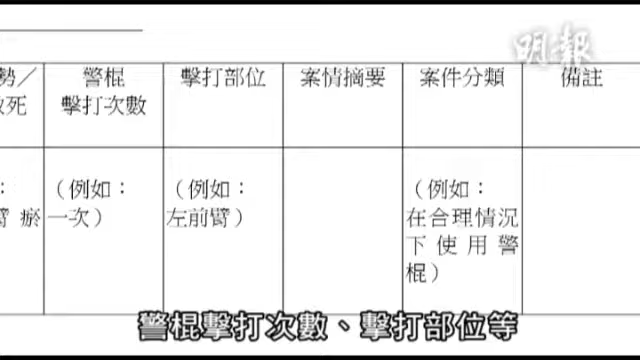 明報
勢／
致死
警棍
擊打次數
擊打部位
案情摘要
案件分類
備註
：
臂 瘀
（例如：
一次）
（例如：
左前臂）
（例如：
在合理情況
下使用警
棍）
警棍擊打次數、擊打部位等